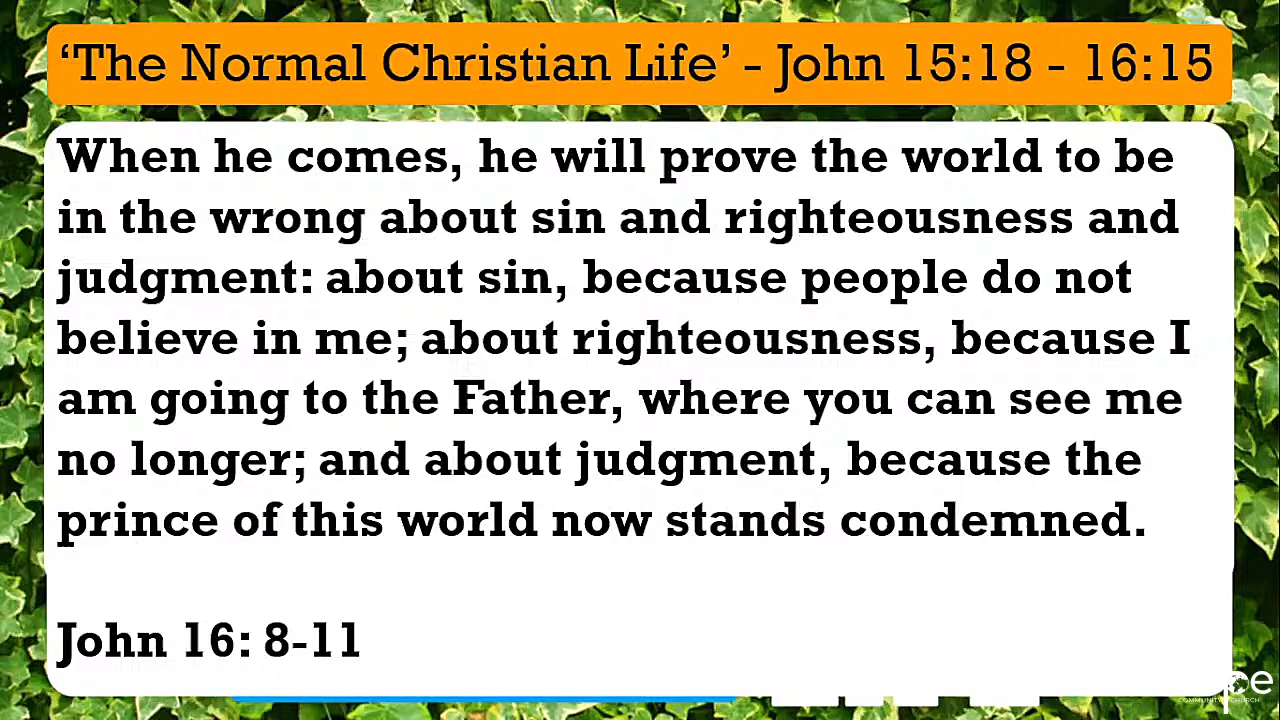 ‘The Normal Christian Life’ - John 15:18 - 16:15
When he comes, he will prove the world to be
in the wrong about sin and righteousness and
judgment: about sin, because people do not
believe in me; about righteousness, because I
am going to the Father, where you can see me
no longer; and about judgment, because the
prince of this world now stands condemned.
John 16: 8-11
COMMUNITY CHURCH